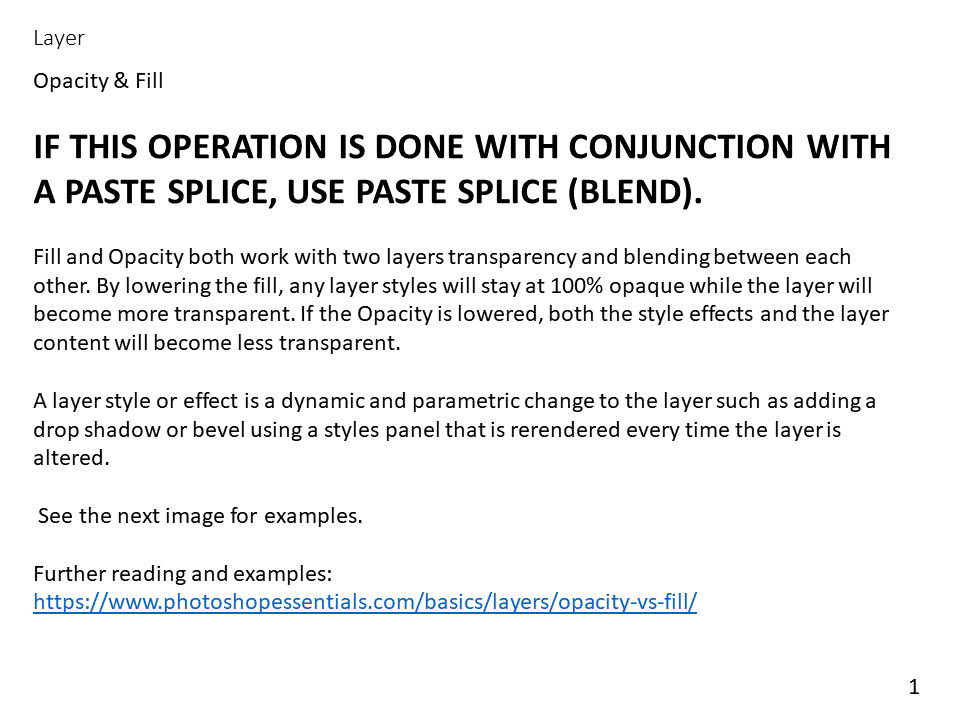 Layer
Opacity & Fill
IF THIS OPERATION IS DONE WITH CONJUNCTION WITH
A PASTE SPLICE, USE PASTE SPLICE (BLEND).
Fill and Opacity both work with two layers transparency and blending between each
other. By lowering the fill, any layer styles will stay at 100% opaque while the layer will
become more transparent. If the Opacity is lowered, both the style effects and the layer
content will become less transparent.
A layer style or effect is a dynamic and parametric change to the layer such as adding a
drop shadow or bevel using a styles panel that is rerendered every time the layer is
altered.
See the next image for examples.
Further reading and examples:
https://www.photoshopessentials.com/basics/layers/opacity-vs-fill/
1